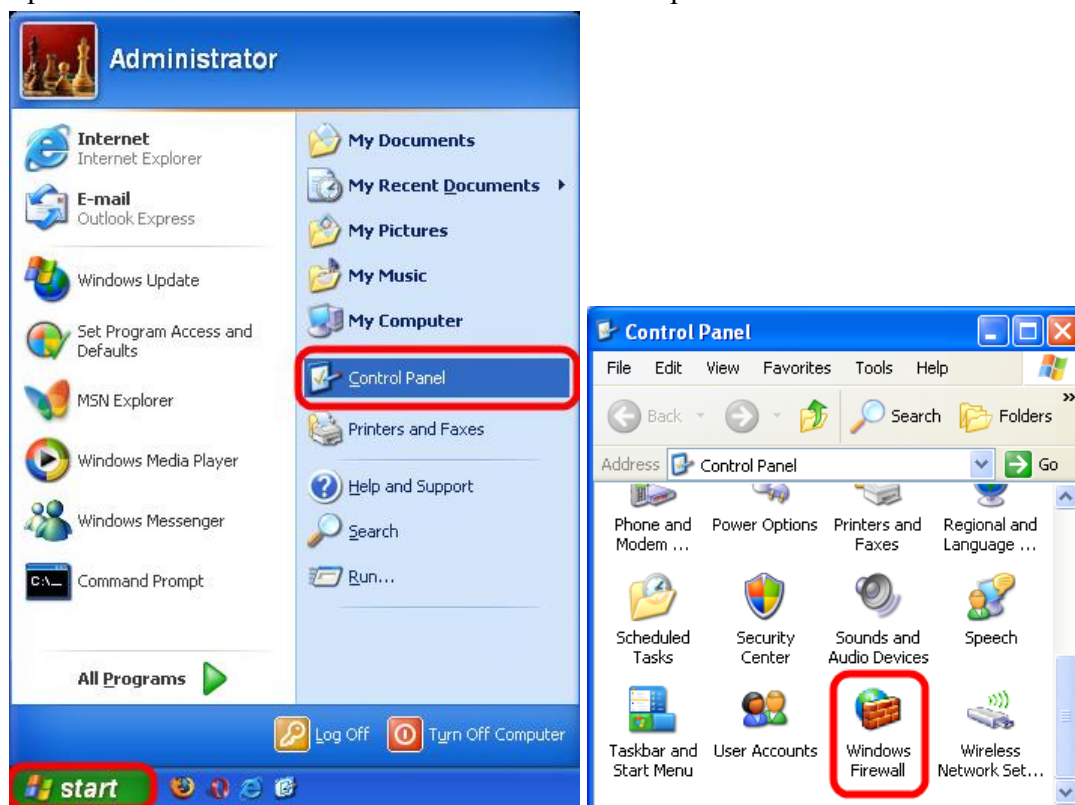 Administrator
Internet
Internet Explorer
E-mail
Outlook Express
Windows Update
Set Program Access and
Defaults
MSN Explorer
Windows Media Player
Windows Messenger
C:\_
Command Prompt
All Programs
My Documents
My Recent Documents
My Pictures
My Music
My Computer
Control Panel
Printers and Faxes
Help and Support
Search
Run...
Log Off
Turn Off Computer
start
Control Panel
File Edit View Favorites Tools Help
Back Search Folders »
Address Control Panel Go
Phone and
Modem ...
Power Options
Printers and
Faxes
Regional and
Language ...
Scheduled
Tasks
Security
Center
Sounds and
Audio Devices
Speech
Taskbar and
Start Menu
User Accounts
Windows
Firewall
Wireless
Network Set...